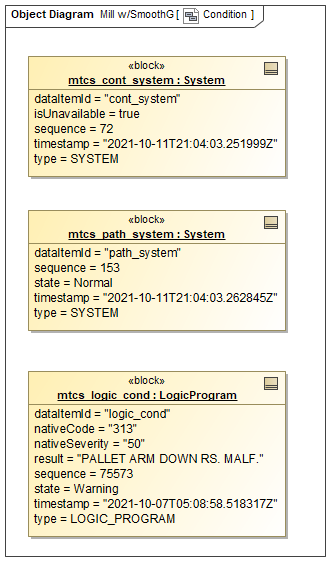 Object Diagram Mill w/SmoothG [ Condition ]
«block»
mtcs_cont_system : System
dataItemId = "cont_system"
isUnavailable = true
sequence = 72
timestamp = "2021-10-11T21:04:03.251999Z"
type = SYSTEM
«block»
mtcs_path_system : System
dataItemId = "path_system"
sequence = 153
state = Normal
timestamp = "2021-10-11T21:04:03.262845Z"
type = SYSTEM
«block»
mtcs_logic_cond : LogicProgram
dataItemId = "logic_cond"
nativeCode = "313"
nativeSeverity = "50"
result = "PALLET ARM DOWN RS. MALF."
sequence = 75573
state = Warning
timestamp = "2021-10-07T05:08:58.518317Z"
type = LOGIC_PROGRAM